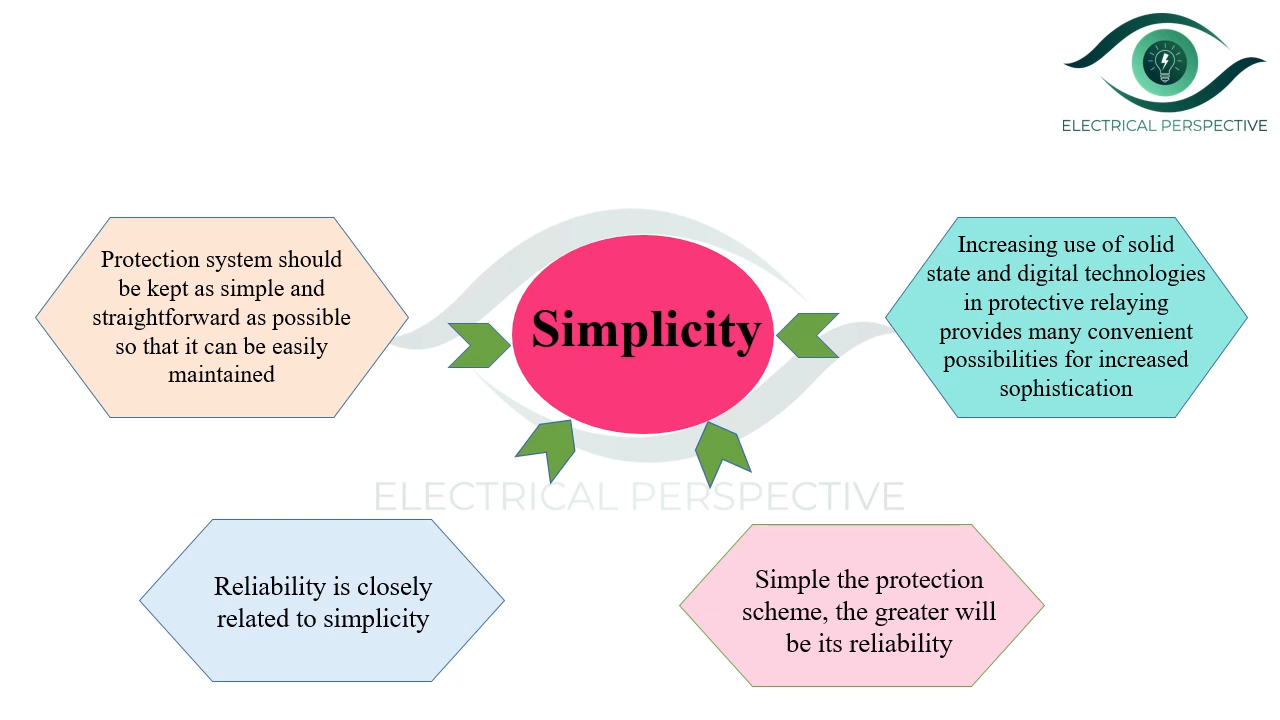 ELECTRICAL PERSPECTIVE
Protection system should
be kept as simple and
straightforward as possible
so that it can be easily
maintained
Simplicity
Increasing use of solid
state and digital technologies
in protective relaying
provides many convenient
possibilities for increased
sophistication
ELECTRICAL PERSPECTIVE
Reliability is closely
related to simplicity
Simple the protection
scheme, the greater will
be its reliability